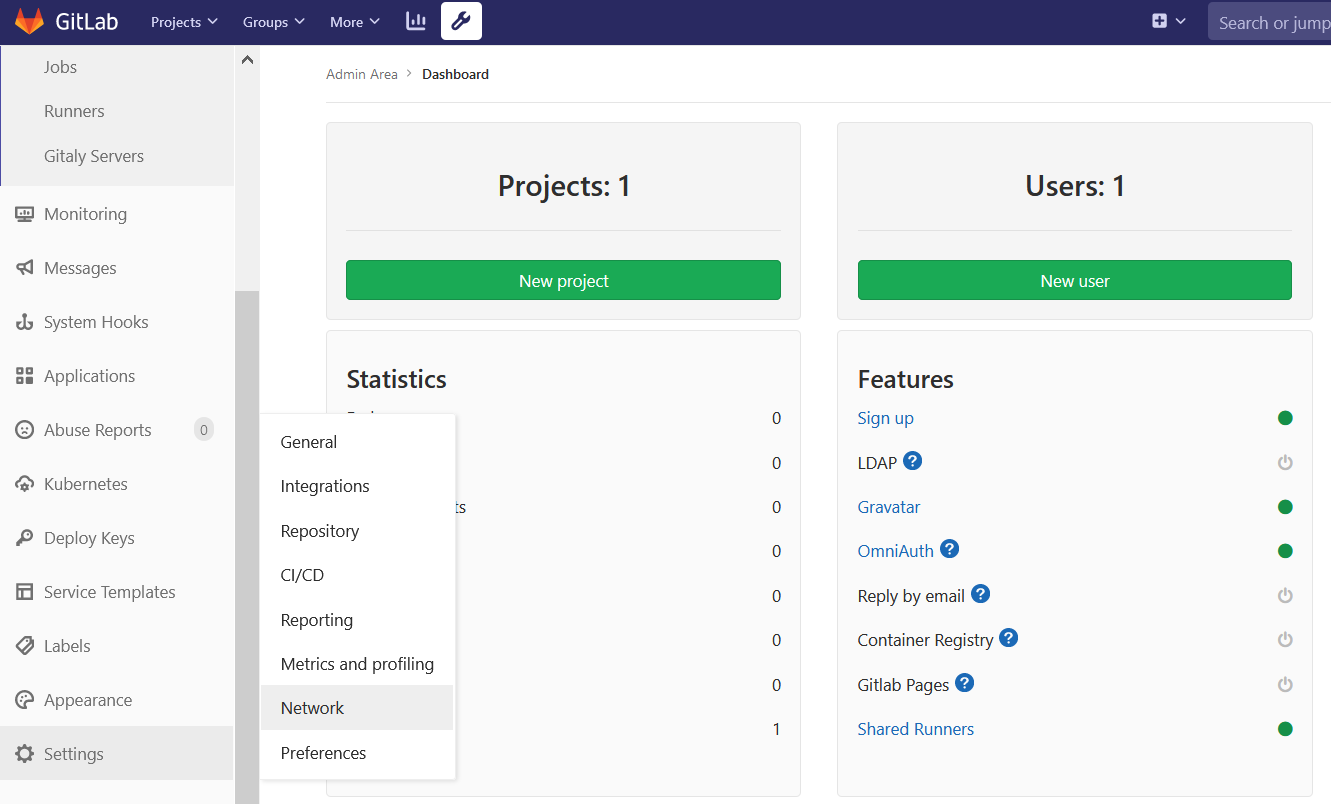 GitLab Projects Groups More Search or jump
Jobs
Runners
Gitaly Servers
Monitoring
Messages
System Hooks
Applications
Abuse Reports 0
Kubernetes
Deploy Keys
Service Templates
Labels
Appearance
Settings
General
Integrations
Repository
CI/CD
Reporting
Metrics and profiling
Network
Preferences
Admin Area > Dashboard
Projects: 1
New project
Users: 1
New user
Statistics
0
0
ts 0
0
0
0
0
1
Features
Sign up
LDAP ?
Gravatar
OmniAuth ?
Reply by email ?
Container Registry ?
Gitlab Pages ?
Shared Runners